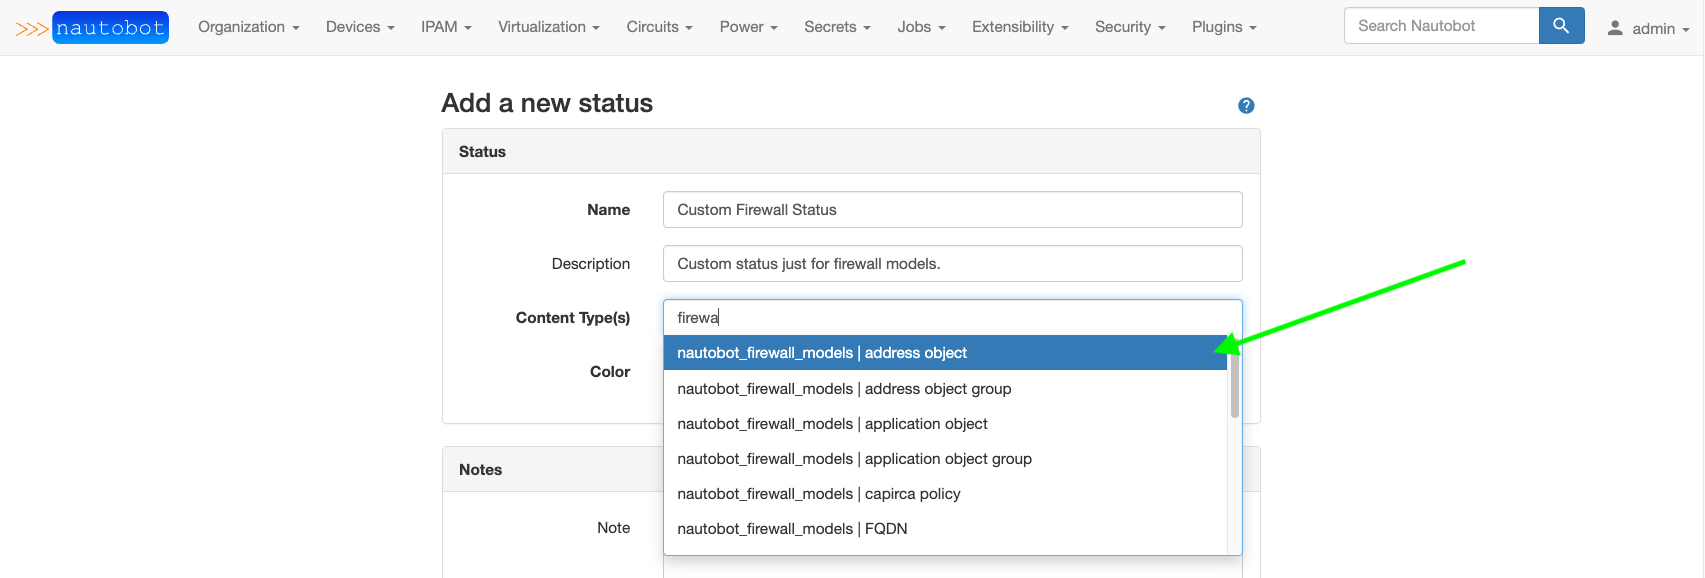 >>> nautobot Organization Devices IPAM Virtualization Circuits Power Secrets Jobs Extensibility Security Plugins Search Nautobot admin
Add a new status ?
Status
Name Custom Firewall Status
Description Custom status just for firewall models.
Content Type(s) firewa
nautobot_firewall_models | address object
Color
nautobot_firewall_models | address object group
nautobot_firewall_models | application object
nautobot_firewall_models | application object group
Notes
nautobot_firewall_models | capirca policy
Note nautobot_firewall_models | FQDN